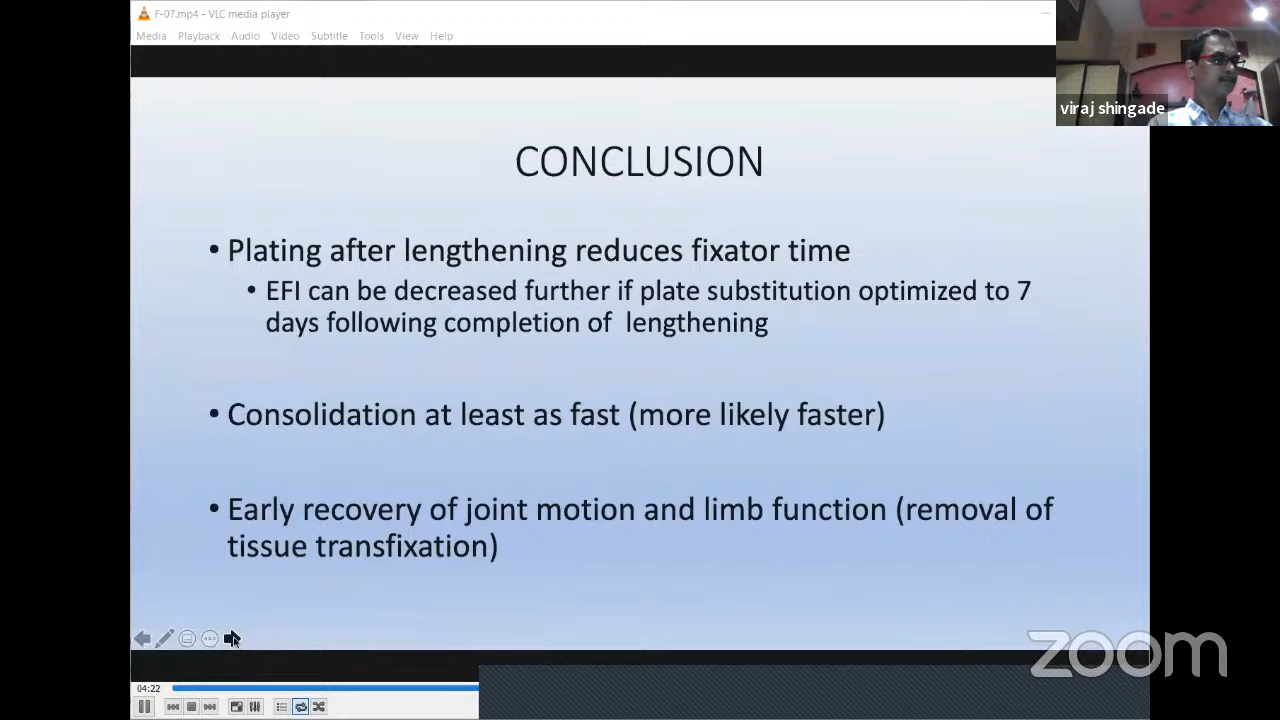 F-07.mp4 - VLC media player
Media Playback Audio Video Subtitle Tools View Help
viraj shingade
CONCLUSION
• Plating after lengthening reduces fixator time
• EFI can be decreased further if plate substitution optimized to 7
days following completion of lengthening
• Consolidation at least as fast (more likely faster)
• Early recovery of joint motion and limb function (removal of
tissue transfixation)
zoom
04:22